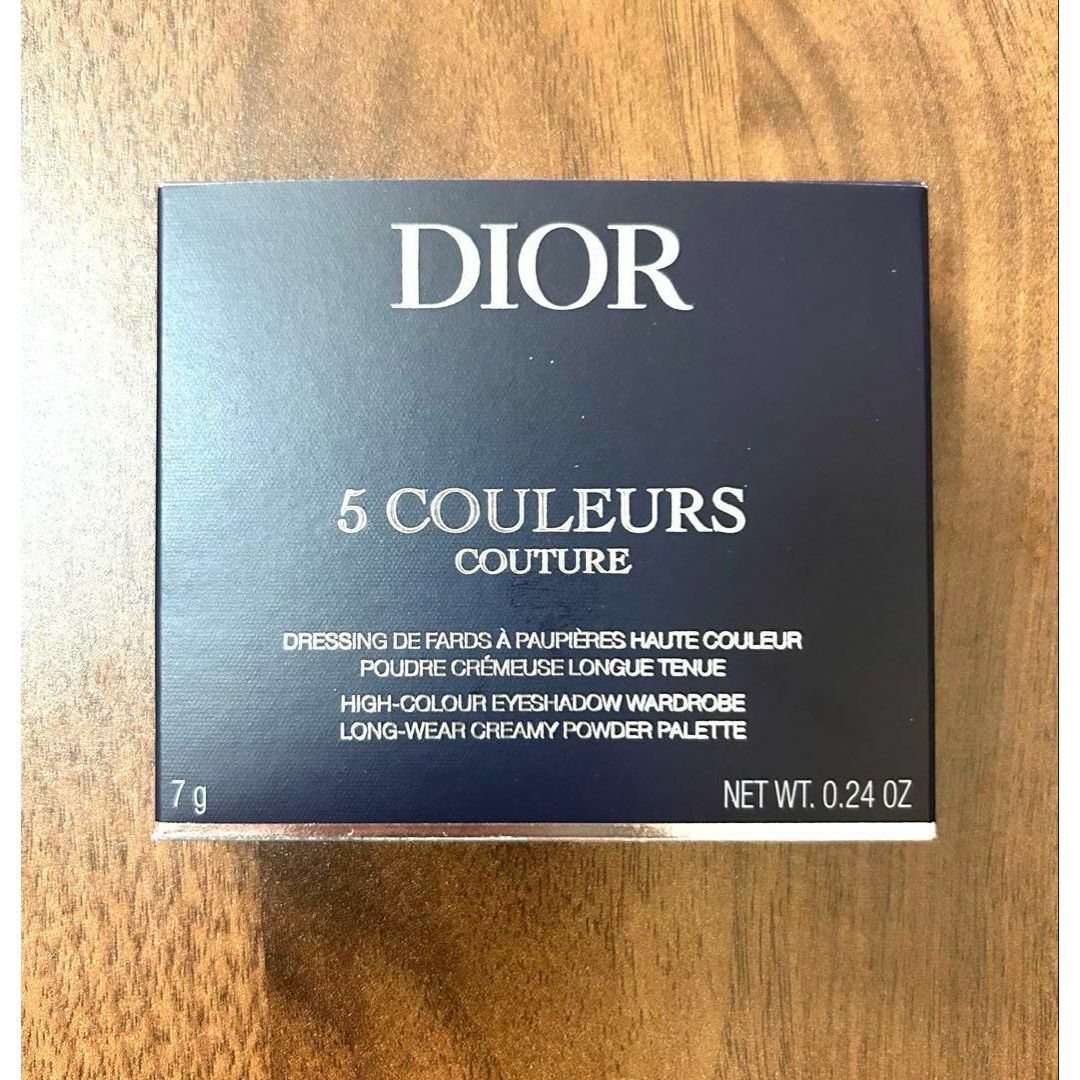 DIOR
5 COULEURS
COUTURE
DRESSING DE FARDS À PAUPIÈRES HAUTE COULEUR
POUDRE CRÉMEUSE LONGUE TENUE
HIGH-COLOUR EYESHADOW WARDROBE
LONG-WEAR CREAMY POWDER PALETTE
7 g
NET WT. 0.24 OZ